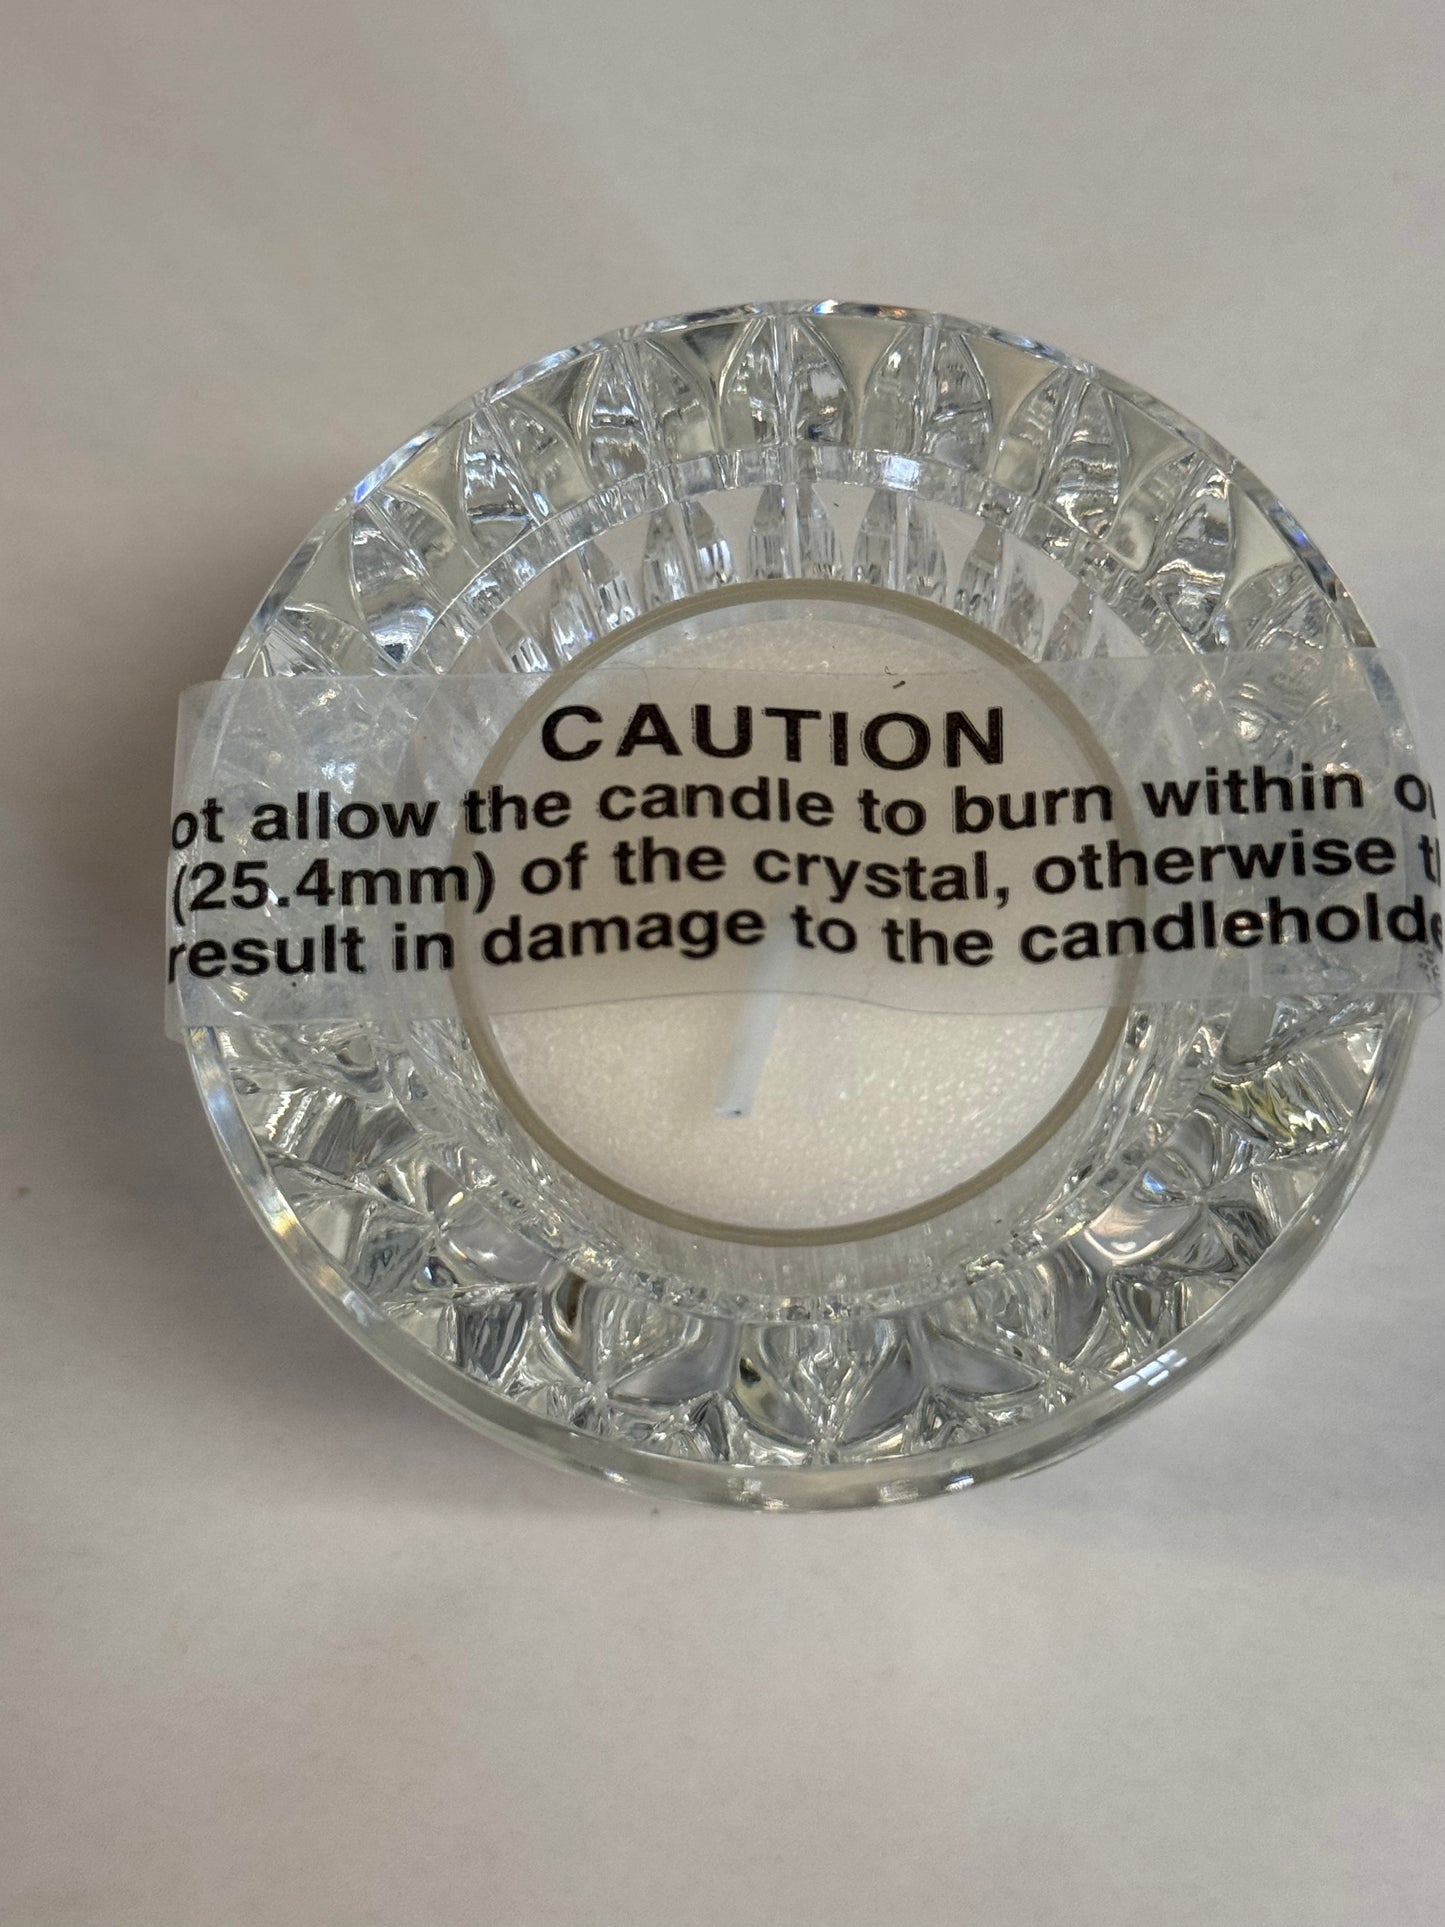 CAUTION
ot allow the candle to burn within o
(25.4mm) of the crystal, otherwise t
result in damage to the candleholde